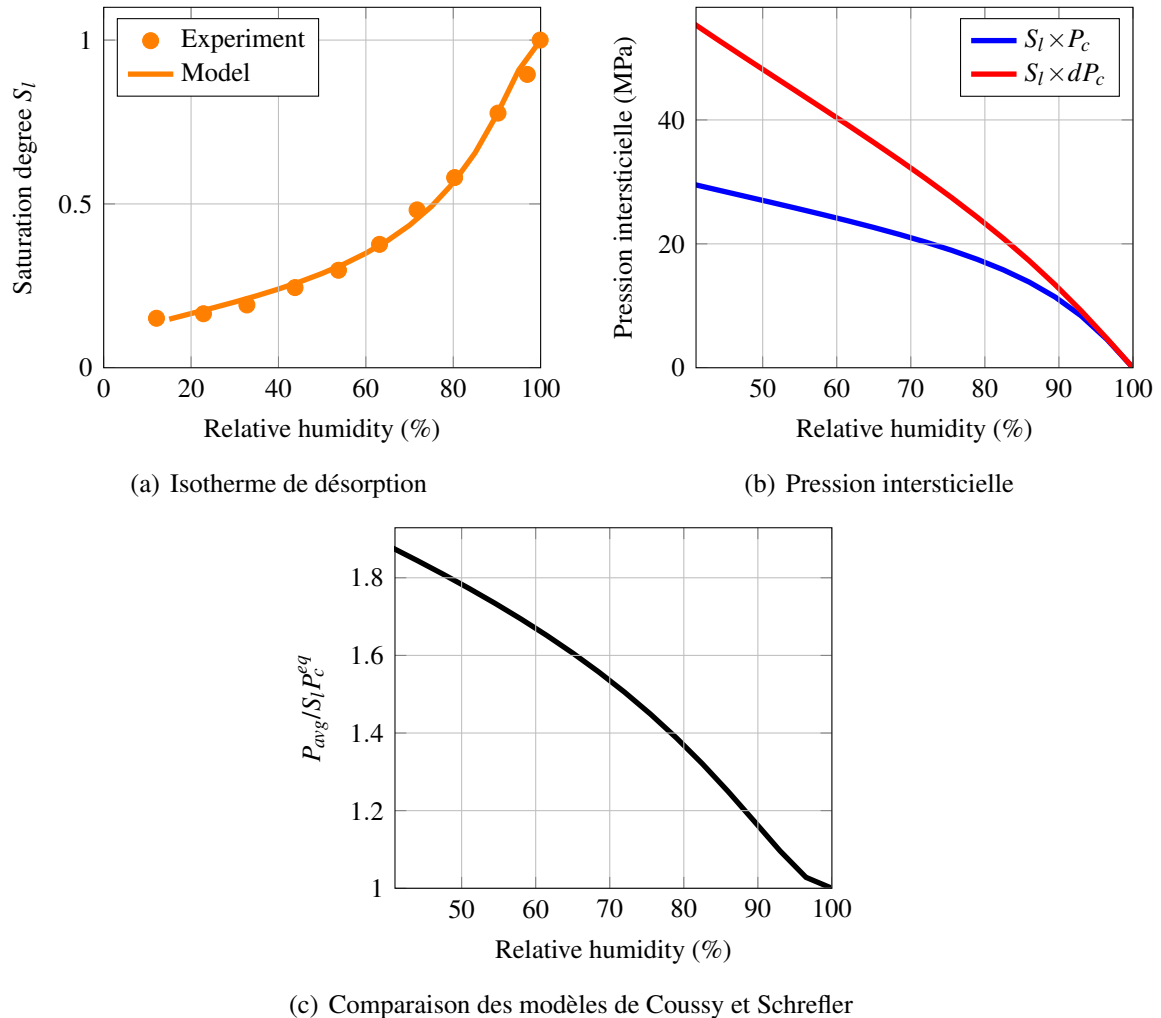 Experiment
Model
1
0.5
0
0
20
40
60
80
100
Saturation degree S_l
Relative humidity (%)
(a) Isotherme de désorption
S_l × P_c
S_l × dP_c
40
20
0
50
60
70
80
90
100
Pression intersticielle (MPa)
Relative humidity (%)
(b) Pression intersticielle
1.8
1.6
1.4
1.2
1
50
60
70
80
90
100
P_avg/S_l P_c^eq
Relative humidity (%)
(c) Comparaison des modèles de Coussy et Schrefler